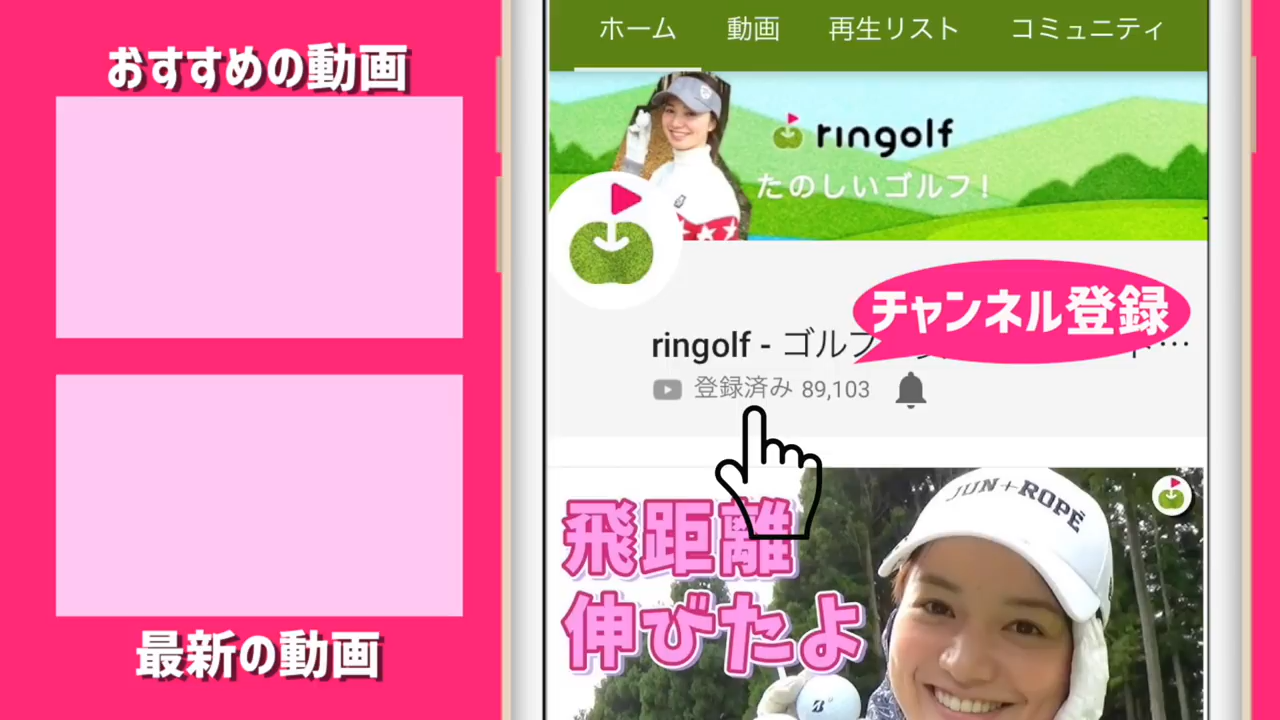 おすすめの動画
最新の動画
ホーム 動画 再生リスト コミュニティ
ringolf
たのしいゴルフ!
チャンネル登録
ringolf - ゴルフ
登録済み 89,103
JUN+ROPÉ
飛距離
伸びたよ
B